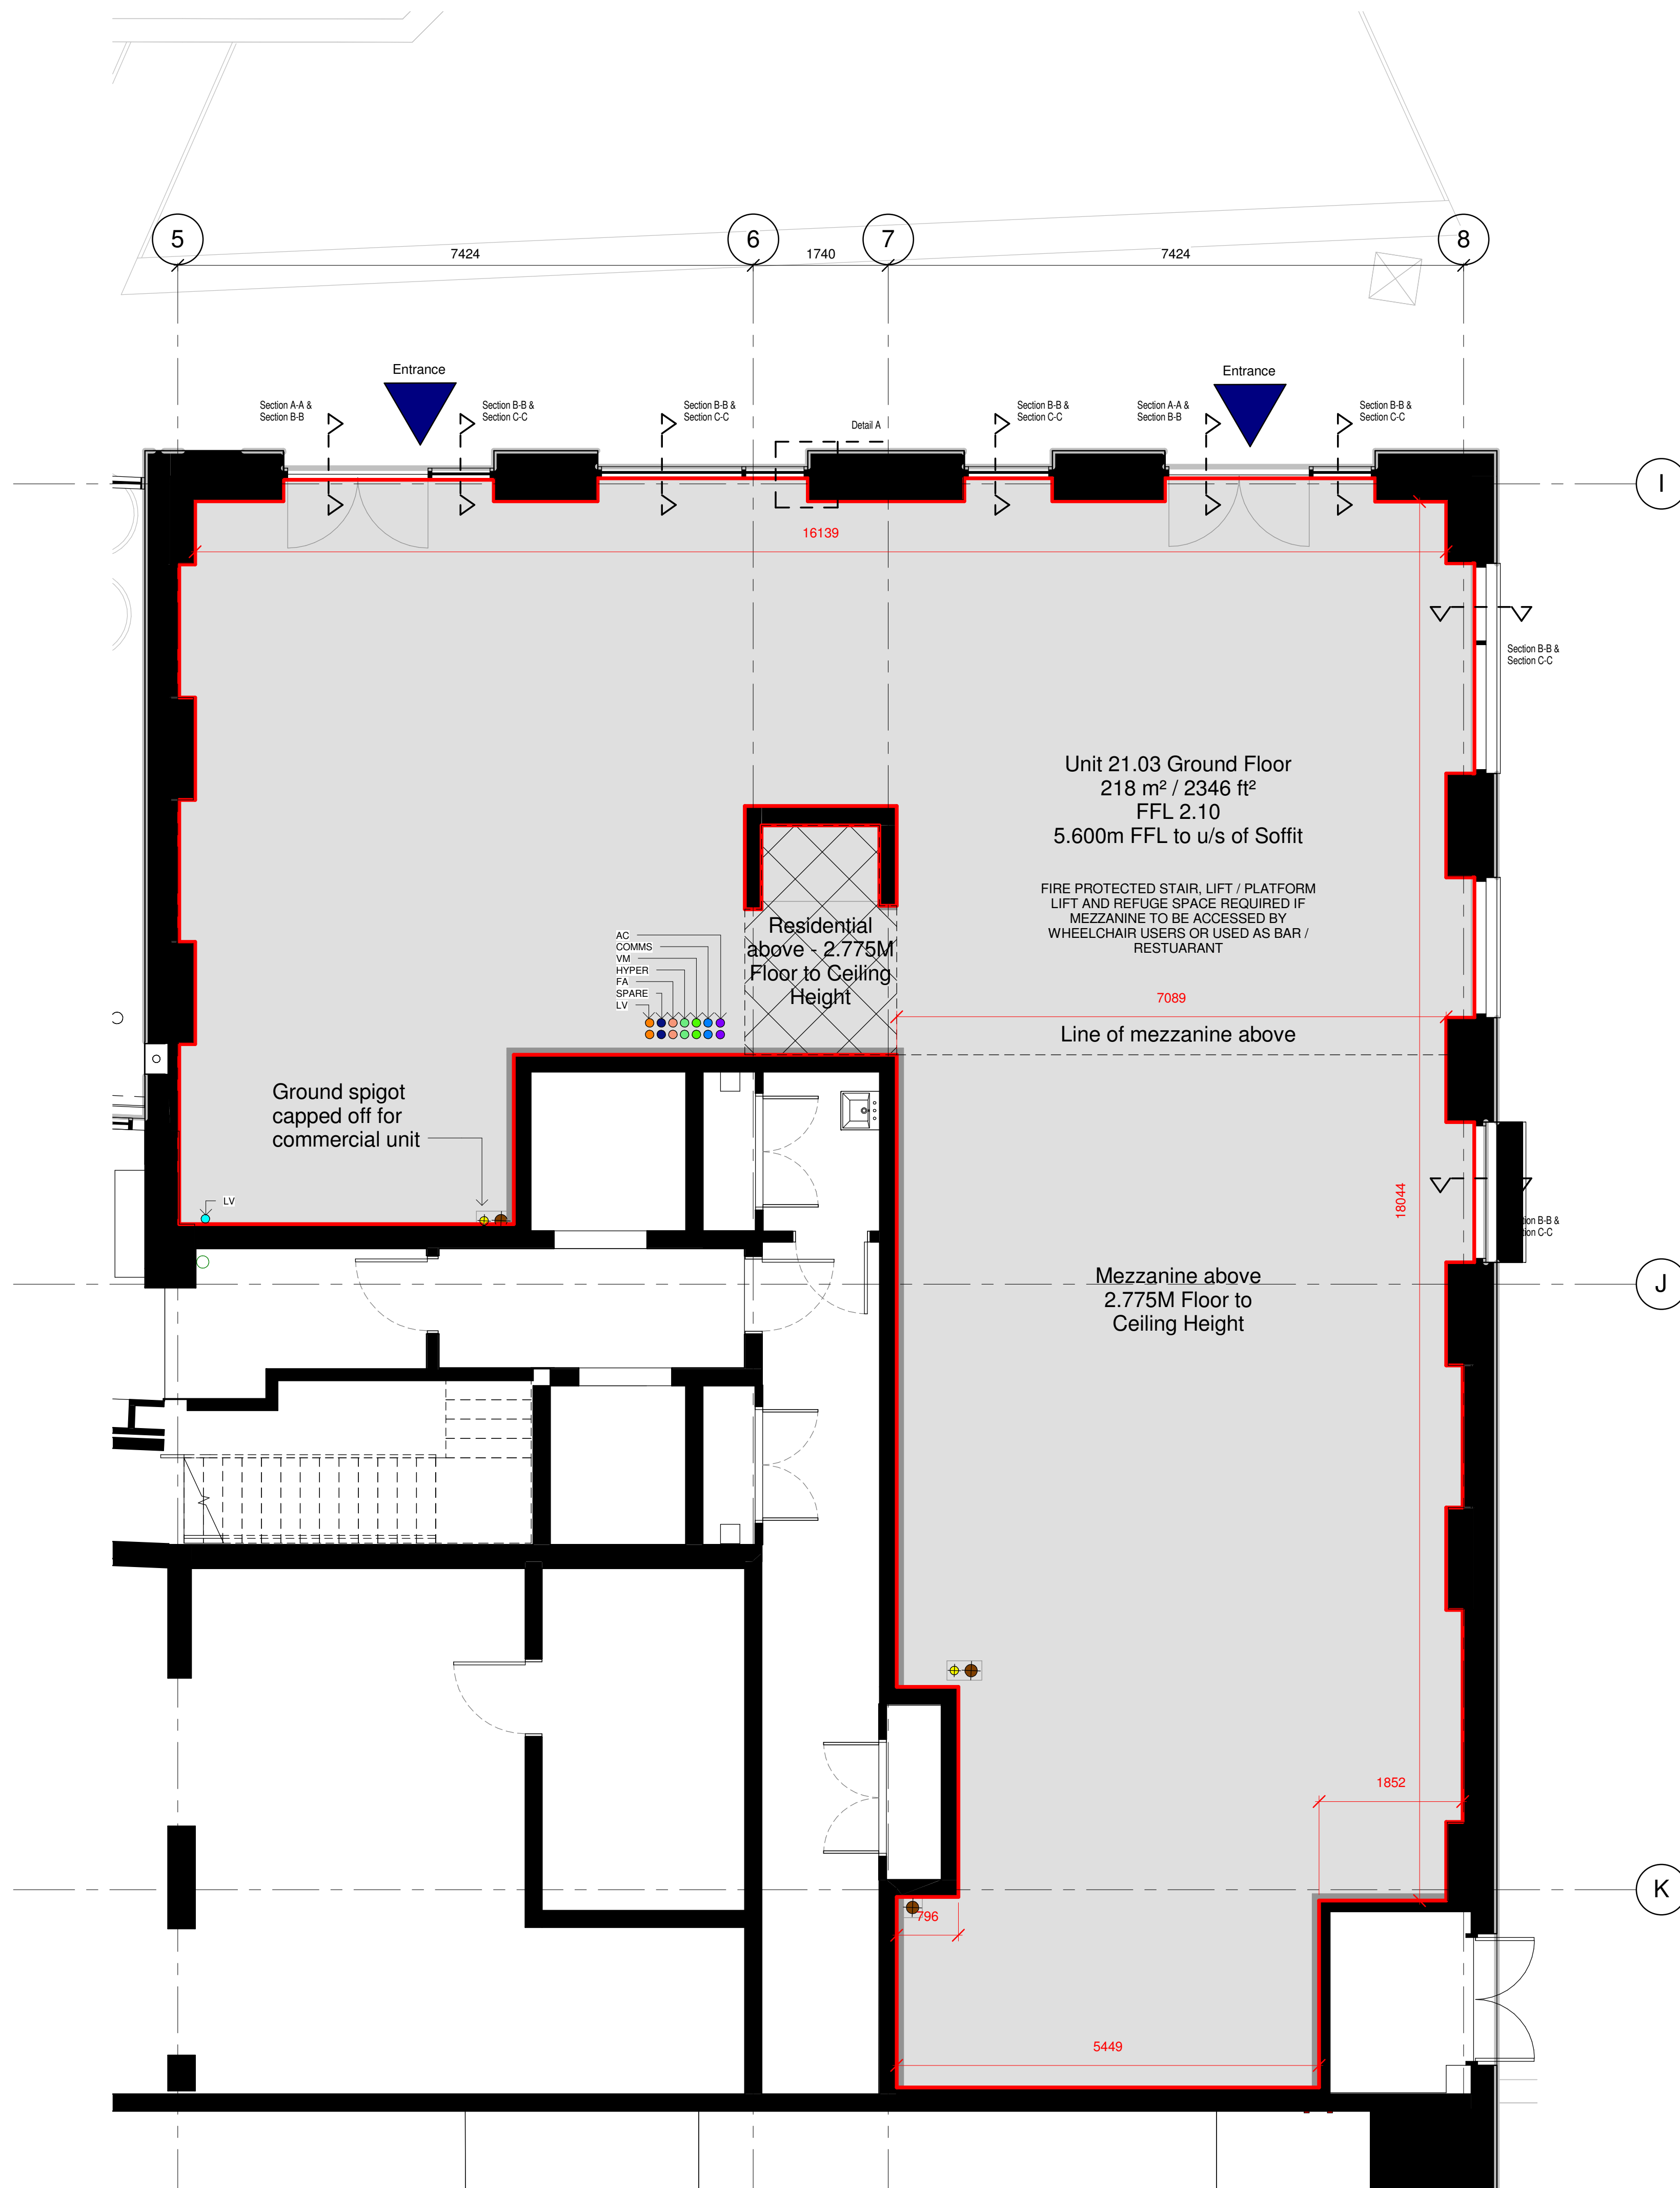 5
6
7
8
7424
1740
7424
Entrance
Entrance
Section A-A &
Section B-B
Section B-B &
Section C-C
Section B-B &
Section C-C
Detail A
Section B-B &
Section C-C
Section A-A &
Section B-B
Section B-B &
Section C-C
I
16139
Section B-B &
Section C-C
Unit 21.03 Ground Floor
218 m² / 2346 ft²
FFL 2.10
5.600m FFL to u/s of Soffit
FIRE PROTECTED STAIR, LIFT / PLATFORM
LIFT AND REFUGE SPACE REQUIRED IF
MEZZANINE TO BE ACCESSED BY
WHEELCHAIR USERS OR USED AS BAR /
RESTUARANT
Residential
above - 2.775M
Floor to Ceiling
Height
AC
COMMS
VM
HYPER
FA
SPARE
LV
7089
Line of mezzanine above
Ground spigot
capped off for
commercial unit
LV
18044
ion B-B &
ion C-C
J
Mezzanine above
2.775M Floor to
Ceiling Height
1852
K
796
5449